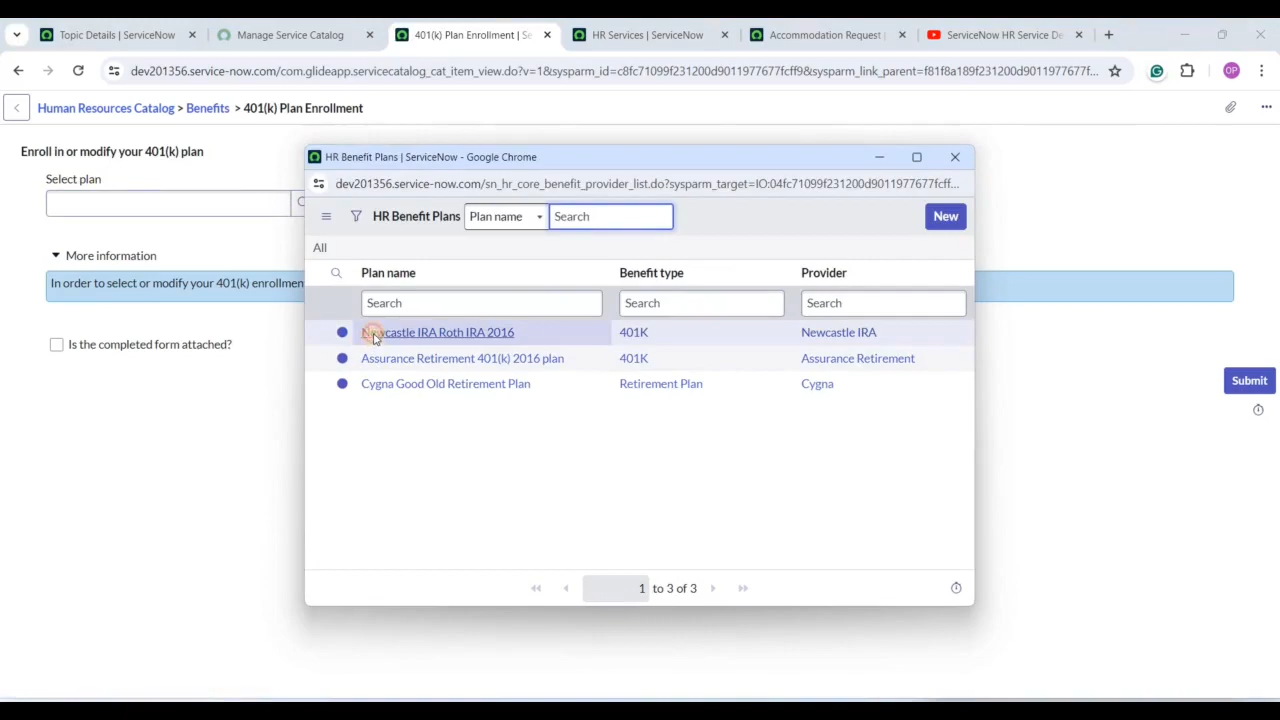 Topic Details | ServiceNow
Manage Service Catalog
401(k) Plan Enrollment | Se
HR Services | ServiceNow
Accommodation Request
ServiceNow HR Service De
dev201356.service-now.com/com.glideapp.servicecatalog_cat_item_view.do?v=1&sysparm_id=c8fc71099f231200d9011977677fcff9&sysparm_link_parent=f81f8a189f231200d9011977677f...
OP
Human Resources Catalog > Benefits > 401(k) Plan Enrollment
Enroll in or modify your 401(k) plan
Select plan
More information
In order to select or modify your 401(k) enrollmen
Is the completed form attached?
Submit
HR Benefit Plans | ServiceNow - Google Chrome
dev201356.service-now.com/sn_hr_core_benefit_provider_list.do?sysparm_target=IO:04fc71099f231200d9011977677fcff...
HR Benefit Plans Plan name Search New
All
Plan name Benefit type Provider
Search Search Search
Newcastle IRA Roth IRA 2016 401K Newcastle IRA
Assurance Retirement 401(k) 2016 plan 401K Assurance Retirement
Cygna Good Old Retirement Plan Retirement Plan Cygna
1 to 3 of 3